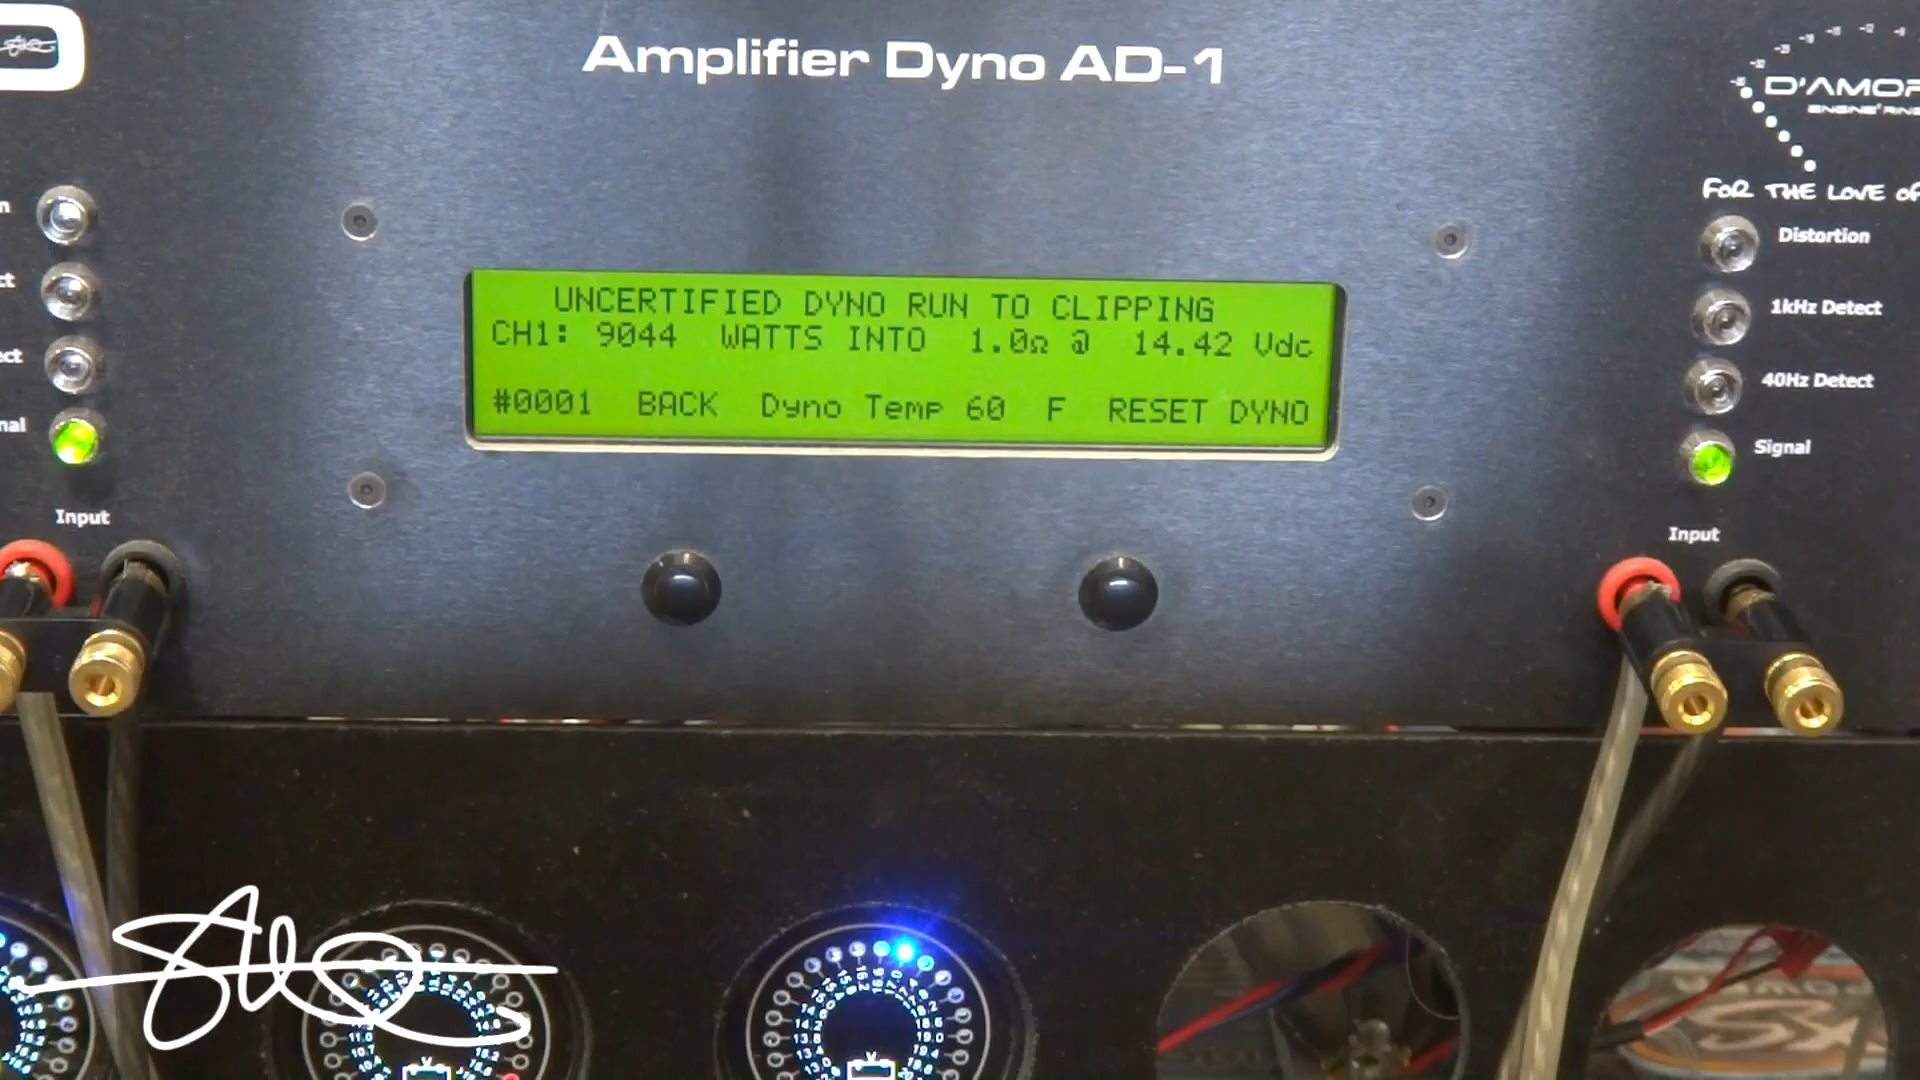 Amplifier Dyno AD-1
D'AMOR
FOR THE LOVE OF
UNCERTIFIED DYNO RUN TO CLIPPING
CH1: 9044 WATTS INTO 1.0Ω @ 14.42 Vdc
#0001 BACK Dyno Temp 60 F RESET DYNO
Distortion
1kHz Detect
40Hz Detect
Signal
Input
Input